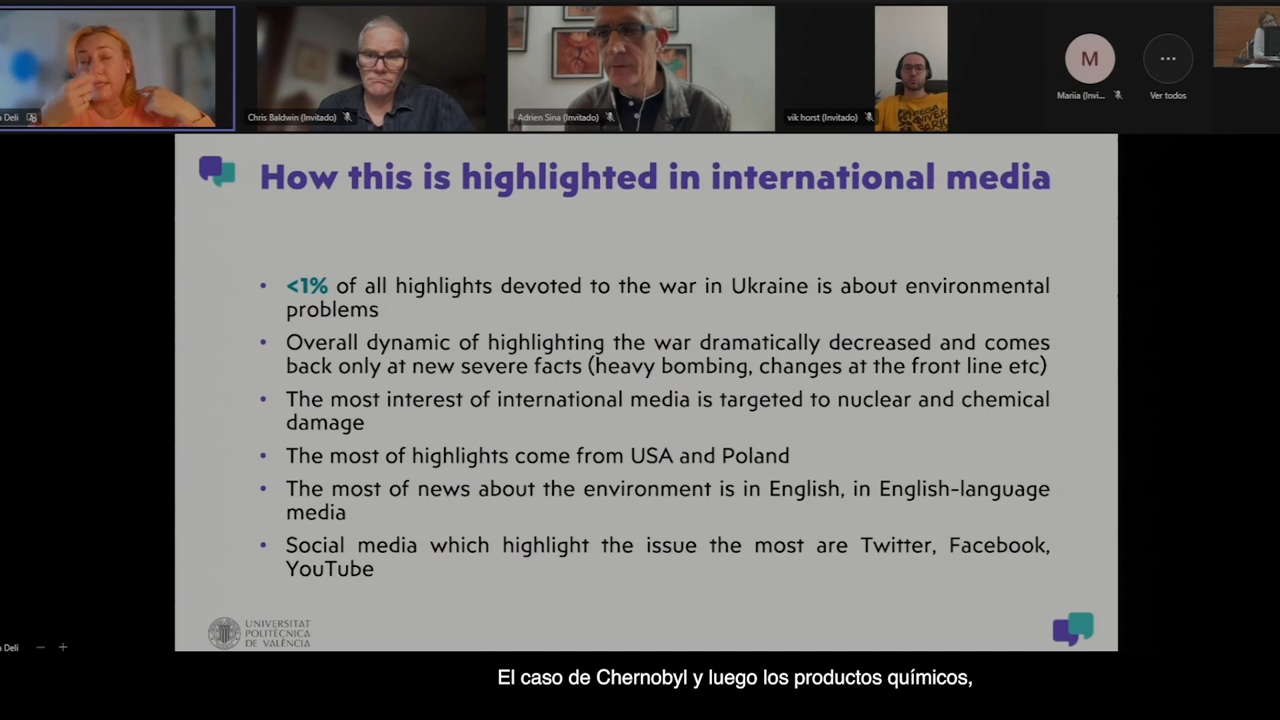 a Deli
Chris Baldwin (Invitado)
Adrien Sina (Invitado)
vik horst (Invitado)
M
Mariia (Invi...
Ver todos
How this is highlighted in international media
• <1% of all highlights devoted to the war in Ukraine is about environmental
problems
• Overall dynamic of highlighting the war dramatically decreased and comes
back only at new severe facts (heavy bombing, changes at the front line etc)
• The most interest of international media is targeted to nuclear and chemical
damage
• The most of highlights come from USA and Poland
• The most of news about the environment is in English, in English-language
media
• Social media which highlight the issue the most are Twitter, Facebook,
YouTube
UNIVERSITAT
POLITÈCNICA
DE VALÈNCIA
a Deli
El caso de Chernobyl y luego los productos químicos,